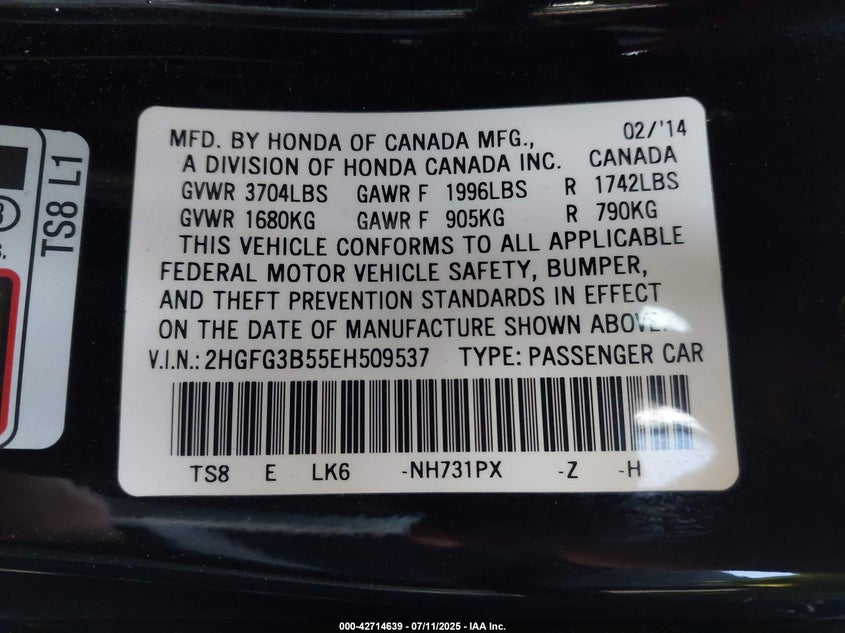 MFD. BY HONDA OF CANADA MFG., 02/'14
A DIVISION OF HONDA CANADA INC. CANADA
GVWR 3704LBS GAWR F 1996LBS R 1742LBS
GVWR 1680KG GAWR F 905KG R 790KG
THIS VEHICLE CONFORMS TO ALL APPLICABLE
FEDERAL MOTOR VEHICLE SAFETY, BUMPER,
AND THEFT PREVENTION STANDARDS IN EFFECT
ON THE DATE OF MANUFACTURE SHOWN ABOVE.
V.I.N.: 2HGFG3B55EH509537 TYPE: PASSENGER CAR
TS8 E LK6 -NH731PX -Z -H
TS8 L1
000-42714639 - 07/11/2025 - IAA Inc.